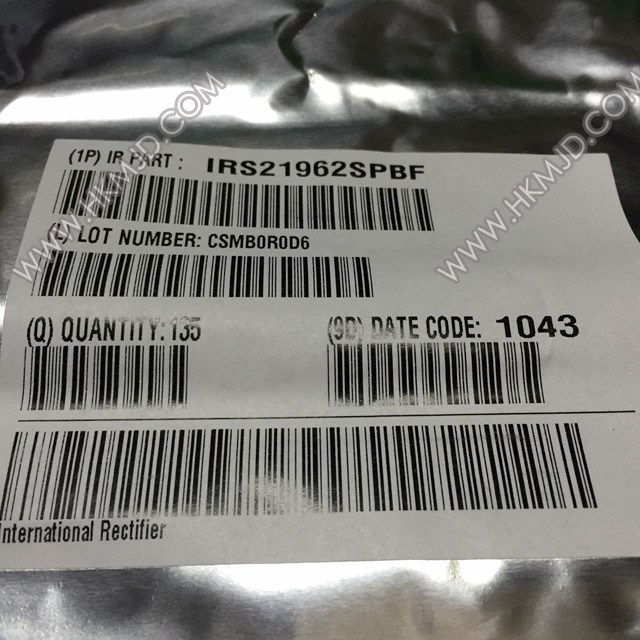 (1P) IR PART : IRS21962SPBF
(L) LOT NUMBER: CSMB0R0D6
(Q) QUANTITY: 135
(9D) DATE CODE: 1043
International Rectifier
WWW.HKMJD.COM
WWW.HKMJD.COM